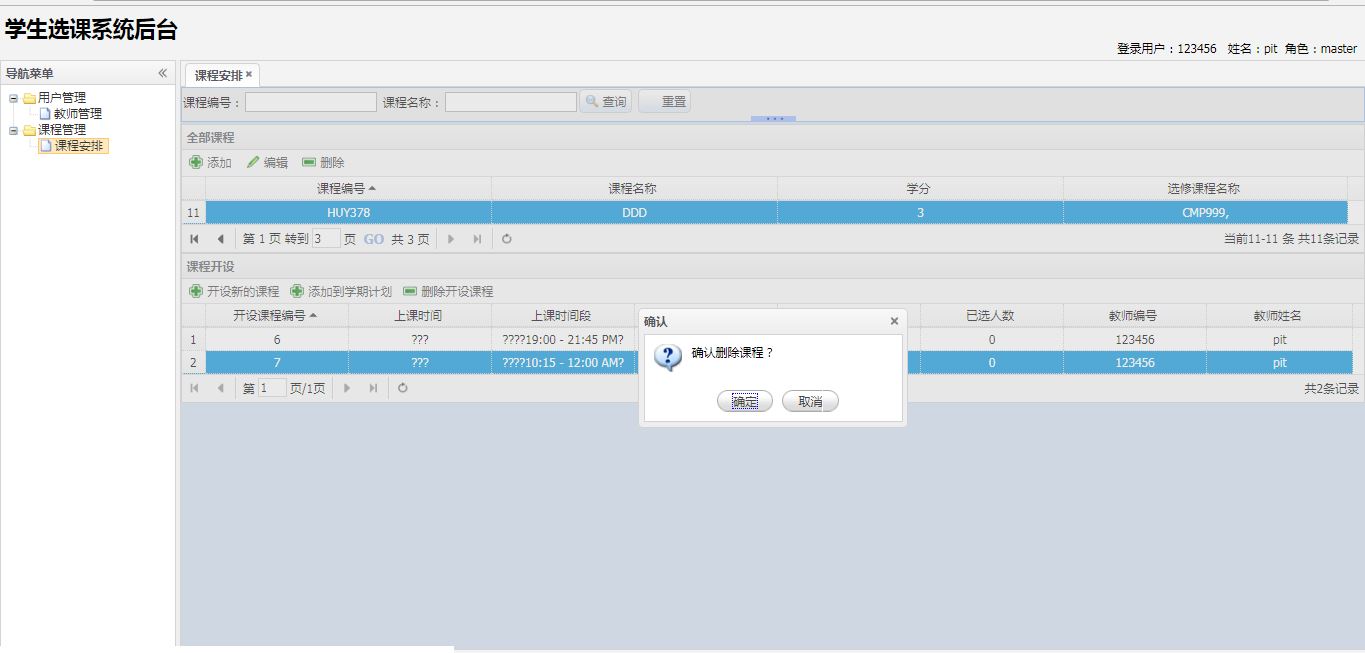 学生选课系统后台
登录用户：123456 姓名：pit 角色：master
导航菜单
用户管理
教师管理
课程管理
课程安排
课程安排
课程编号： 课程名称： 查询 重置
全部课程
添加 编辑 删除
课程编号 课程名称 学分 选修课程名称
11 HUY378 DDD 3 CMP999,
第 1 页 转到 3 页 GO 共 3 页 当前11-11 条 共11条记录
课程开设
开设新的课程 添加到学期计划 删除开设课程
开设课程编号 上课时间 上课时间段 已选人数 教师编号 教师姓名
1 6 ??? ????19:00 - 21:45 PM? 0 123456 pit
2 7 ??? ????10:15 - 12:00 AM? 0 123456 pit
第 1 页/1页 共2条记录
确认
确认删除课程？
确定 取消